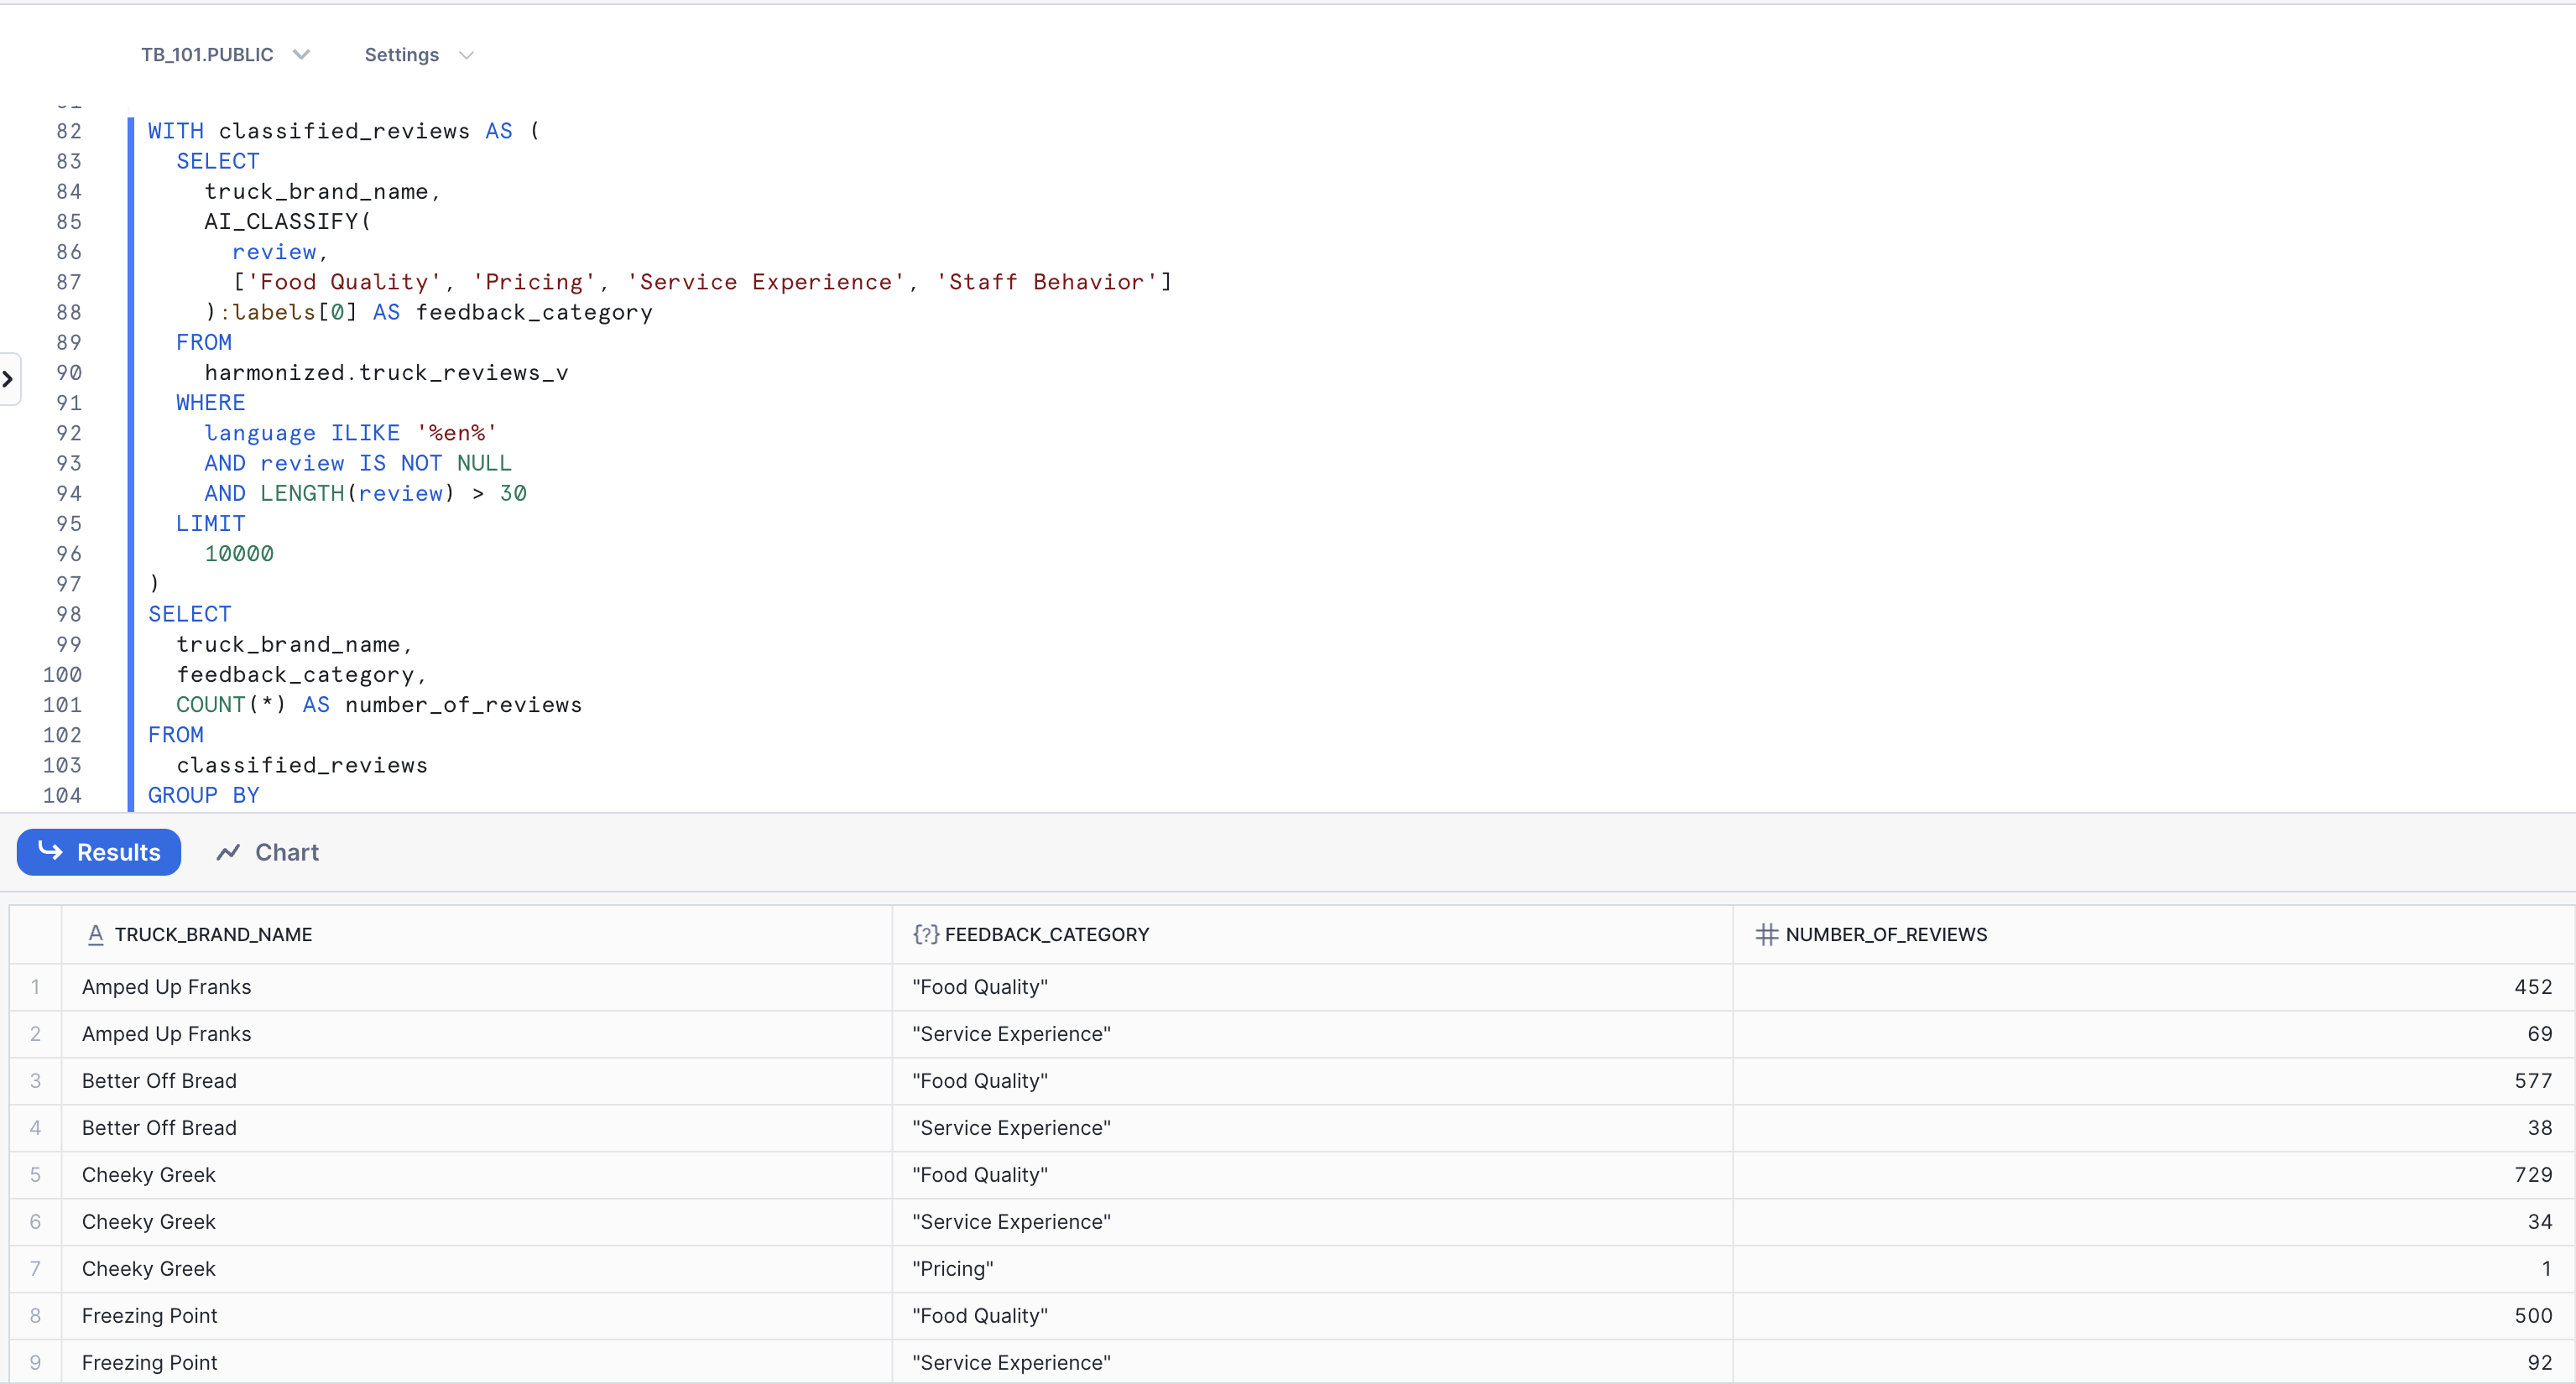 TB_101.PUBLIC Settings
82 WITH classified_reviews AS (
83 SELECT
84 truck_brand_name,
85 AI_CLASSIFY(
86 review,
87 ['Food Quality', 'Pricing', 'Service Experience', 'Staff Behavior']
88 ):labels[0] AS feedback_category
89 FROM
90 harmonized.truck_reviews_v
91 WHERE
92 language ILIKE '%en%'
93 AND review IS NOT NULL
94 AND LENGTH(review) > 30
95 LIMIT
96 10000
97 )
98 SELECT
99 truck_brand_name,
100 feedback_category,
101 COUNT(*) AS number_of_reviews
102 FROM
103 classified_reviews
104 GROUP BY
Results Chart
A TRUCK_BRAND_NAME {?} FEEDBACK_CATEGORY # NUMBER_OF_REVIEWS
1 Amped Up Franks "Food Quality" 452
2 Amped Up Franks "Service Experience" 69
3 Better Off Bread "Food Quality" 577
4 Better Off Bread "Service Experience" 38
5 Cheeky Greek "Food Quality" 729
6 Cheeky Greek "Service Experience" 34
7 Cheeky Greek "Pricing" 1
8 Freezing Point "Food Quality" 500
9 Freezing Point "Service Experience" 92